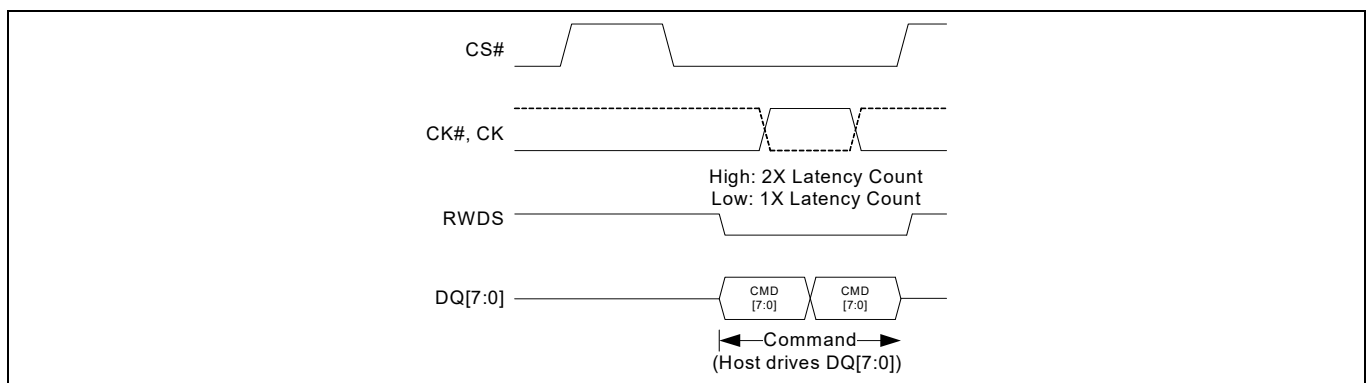 CS#
CK#, CK
High: 2X Latency Count
Low: 1X Latency Count
RWDS
DQ[7:0]
CMD CMD
[7:0] [7:0]
Command
(Host drives DQ[7:0])